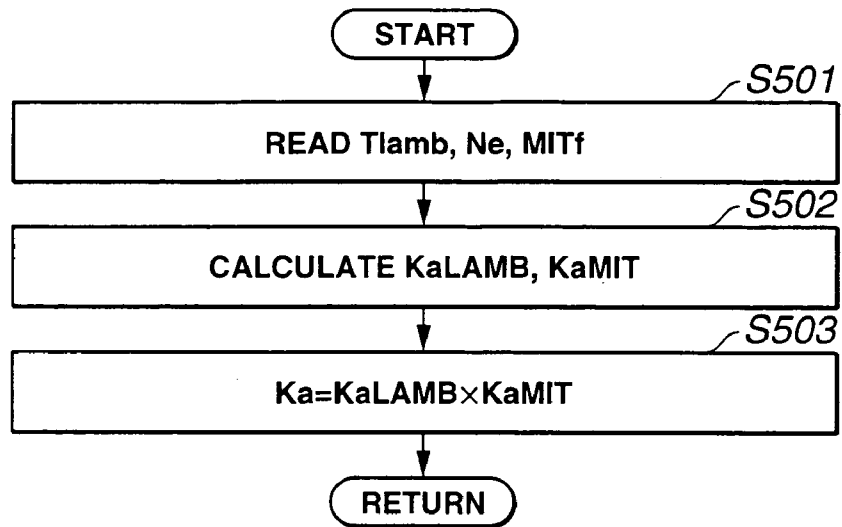 START
S501
READ Tlamb, Ne, MITf
S502
CALCULATE KaLAMB, KaMIT
S503
Ka=KaLAMB×KaMIT
RETURN